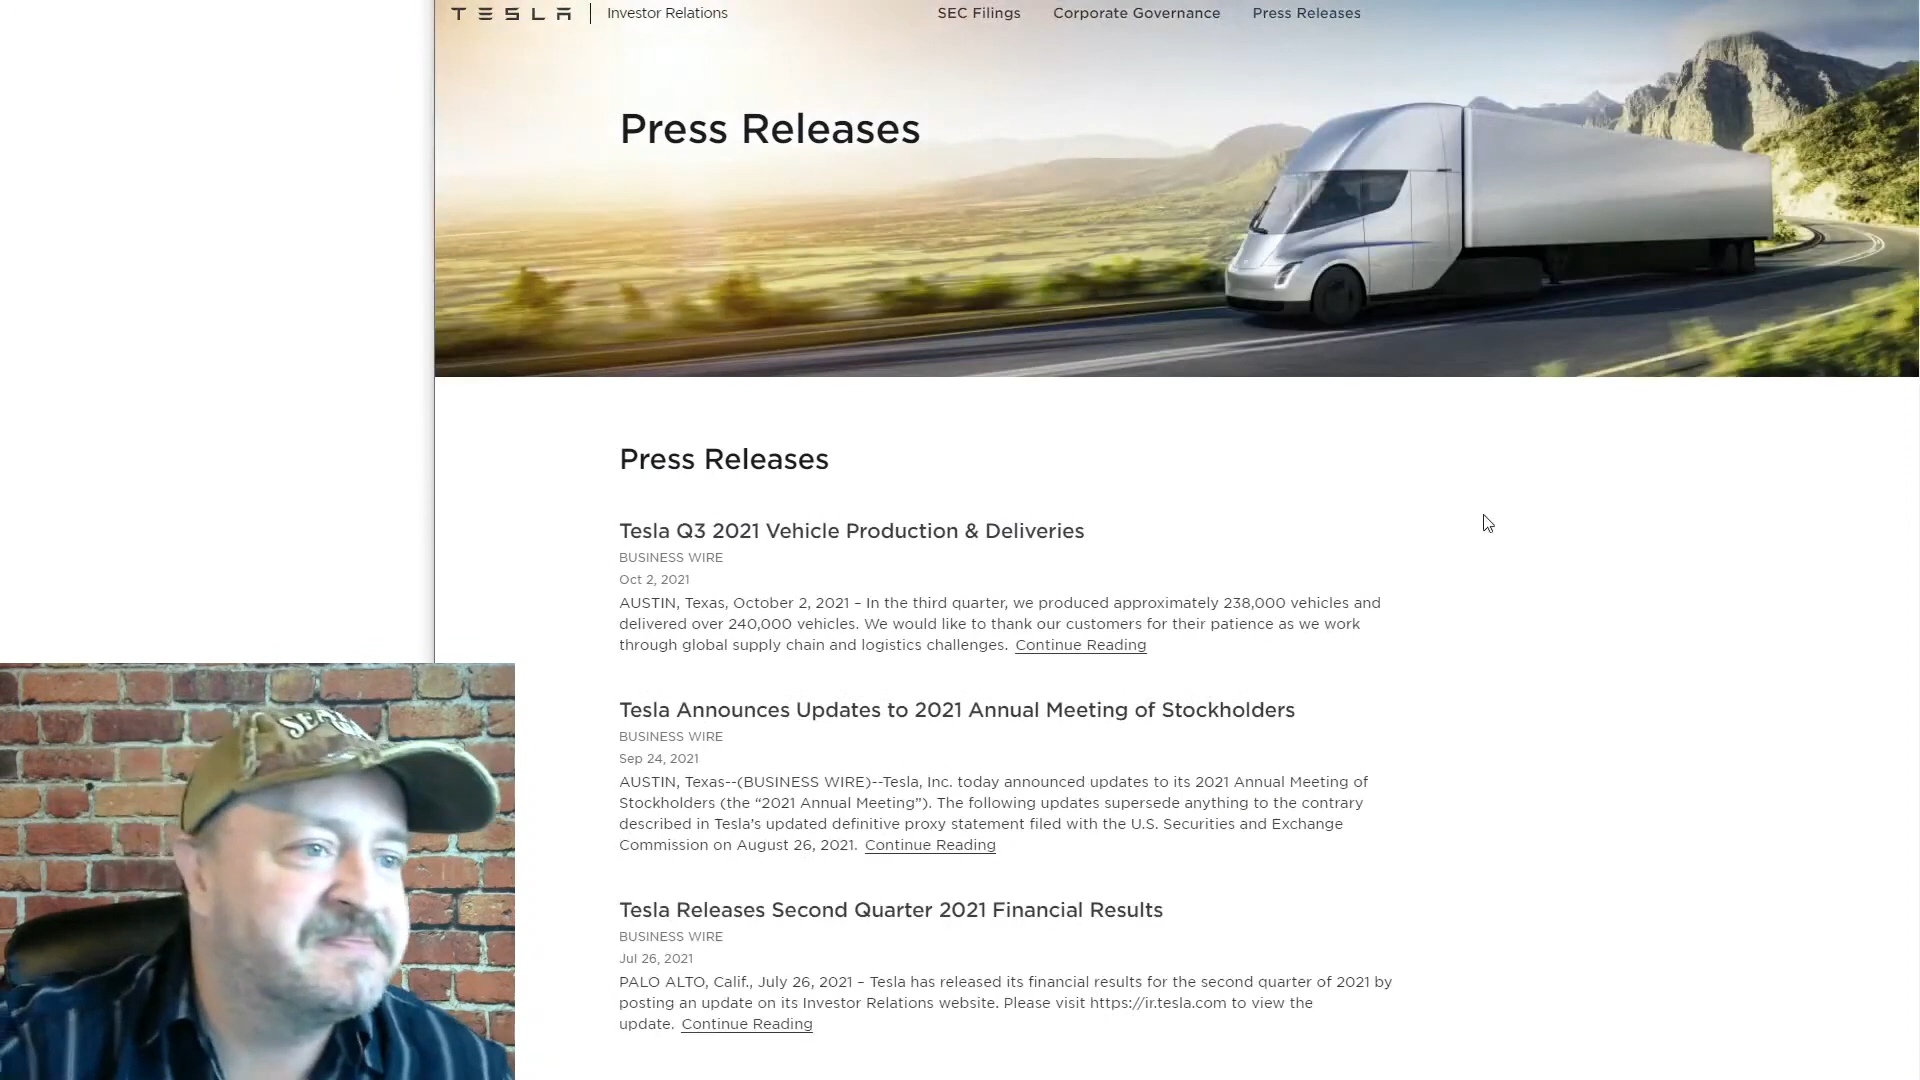 TESLA | Investor Relations
SEC Filings
Corporate Governance
Press Releases
Press Releases
Press Releases
Tesla Q3 2021 Vehicle Production & Deliveries
BUSINESS WIRE
Oct 2, 2021
AUSTIN, Texas, October 2, 2021 – In the third quarter, we produced approximately 238,000 vehicles and
delivered over 240,000 vehicles. We would like to thank our customers for their patience as we work
through global supply chain and logistics challenges. Continue Reading
Tesla Announces Updates to 2021 Annual Meeting of Stockholders
BUSINESS WIRE
Sep 24, 2021
AUSTIN, Texas--(BUSINESS WIRE)--Tesla, Inc. today announced updates to its 2021 Annual Meeting of
Stockholders (the “2021 Annual Meeting”). The following updates supersede anything to the contrary
described in Tesla’s updated definitive proxy statement filed with the U.S. Securities and Exchange
Commission on August 26, 2021. Continue Reading
Tesla Releases Second Quarter 2021 Financial Results
BUSINESS WIRE
Jul 26, 2021
PALO ALTO, Calif., July 26, 2021 – Tesla has released its financial results for the second quarter of 2021 by
posting an update on its Investor Relations website. Please visit https://ir.tesla.com to view the
update. Continue Reading